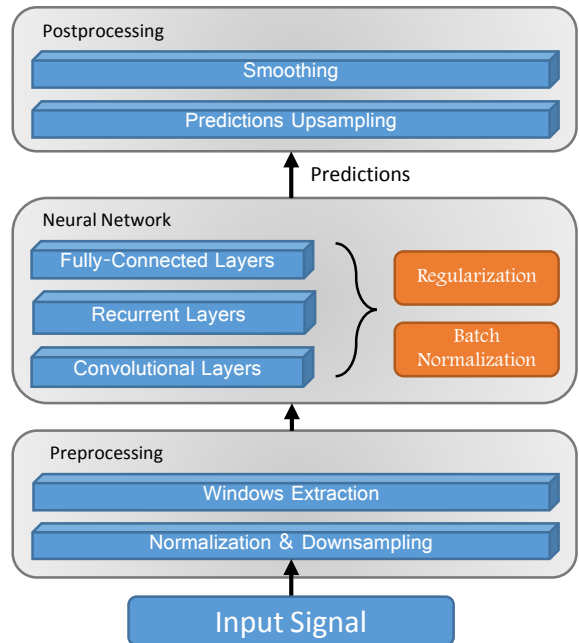 Postprocessing
Smoothing
Predictions Upsampling
Predictions
Neural Network
Fully-Connected Layers
Recurrent Layers
Convolutional Layers
Regularization
Batch
Normalization
Preprocessing
Windows Extraction
Normalization & Downsampling
Input Signal